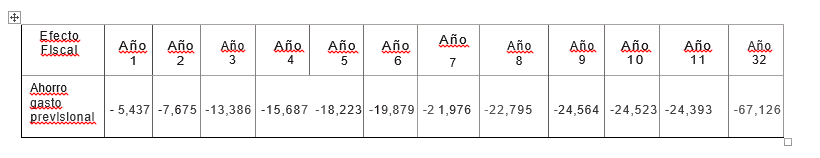 Efecto Fiscal Año 1 Año 2 Año 3 Año 4 Año 5 Año 6 Año 7 Año 8 Año 9 Año 10 Año 11 Año 32
Ahorro gasto previsional - 5,437 -7,675 -13,386 -15,687 -18,223 -19,879 -2 1,976 -22,795 -24,564 -24,523 -24,393 -67,126